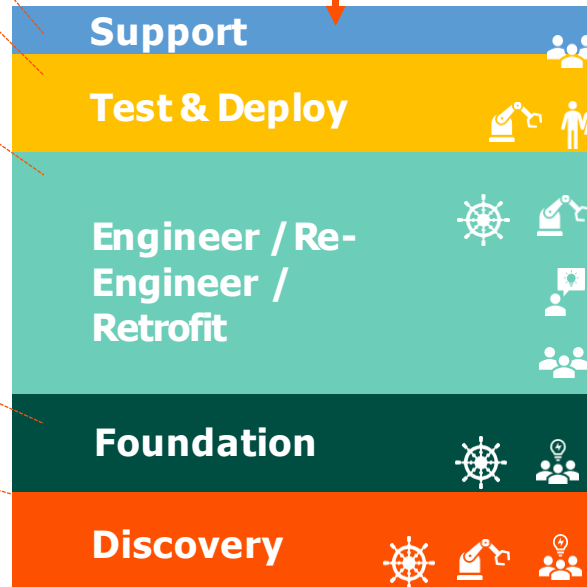 Support
Test & Deploy
Engineer / Re-
Engineer /
Retrofit
Foundation
Discovery